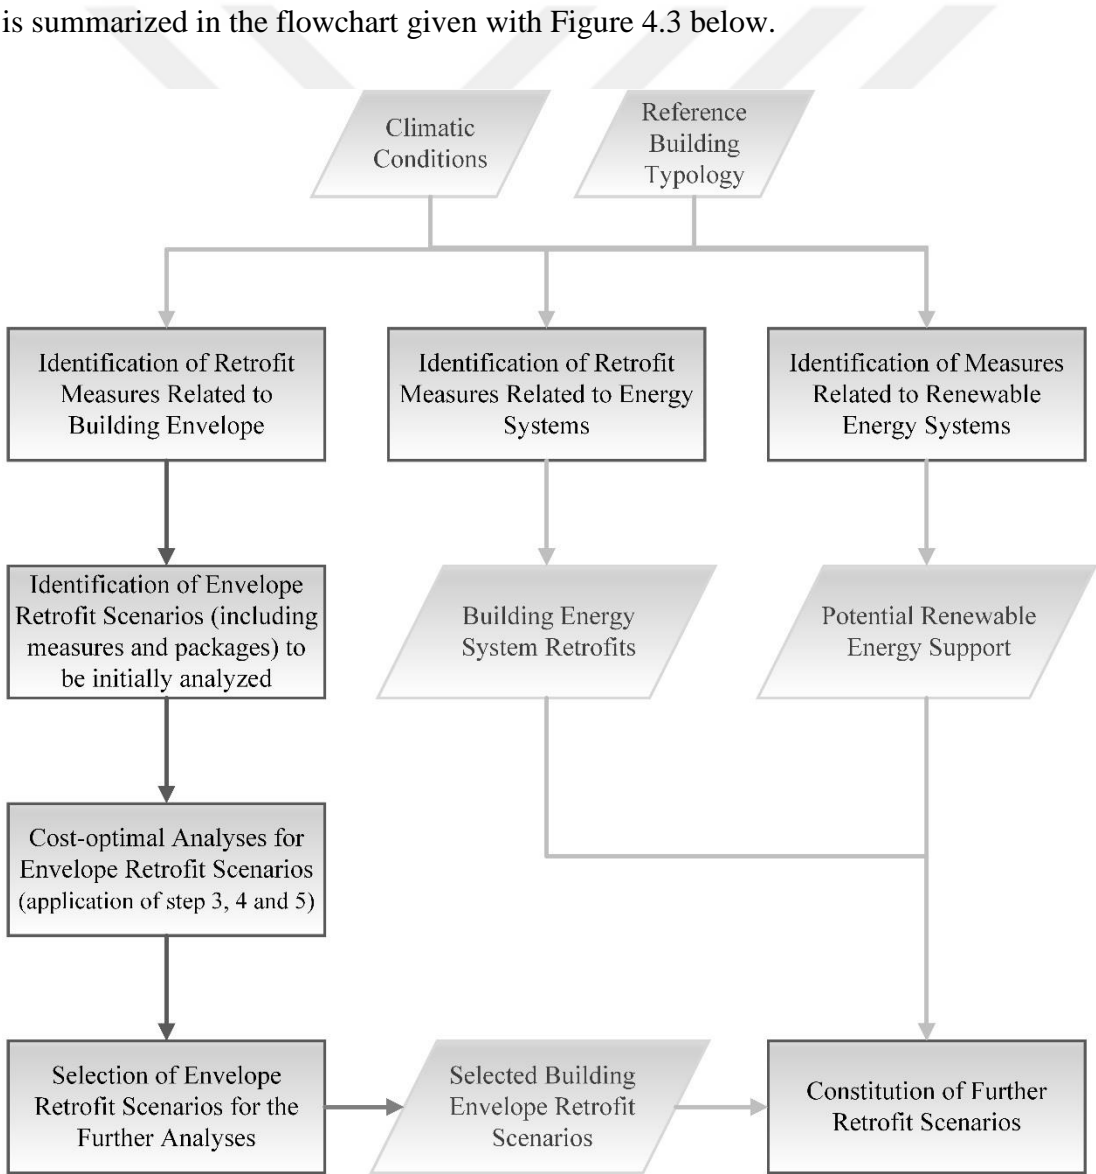 is summarized in the flowchart given with Figure 4.3 below.
Climatic
Conditions
Reference
Building
Typology
Identification of Retrofit
Measures Related to
Building Envelope
Identification of Retrofit
Measures Related to Energy
Systems
Identification of Measures
Related to Renewable
Energy Systems
Identification of Envelope
Retrofit Scenarios (including
measures and packages) to
be initially analyzed
Building Energy
System Retrofits
Potential Renewable
Energy Support
Cost-optimal Analyses for
Envelope Retrofit Scenarios
(application of step 3, 4 and 5)
Selection of Envelope
Retrofit Scenarios for the
Further Analyses
Selected Building
Envelope Retrofit
Scenarios
Constitution of Further
Retrofit Scenarios